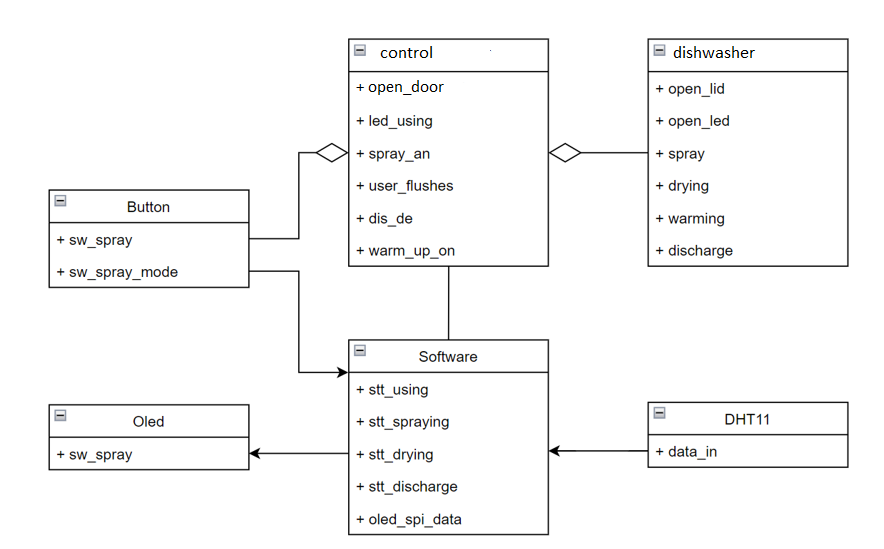 control
+ open_door
+ led_using
+ spray_an
+ user_flushes
+ dis_de
+ warm_up_on
dishwasher
+ open_lid
+ open_led
+ spray
+ drying
+ warming
+ discharge
Button
+ sw_spray
+ sw_spray_mode
Software
+ stt_using
+ stt_spraying
+ stt_drying
+ stt_discharge
+ oled_spi_data
Oled
+ sw_spray
DHT11
+ data_in